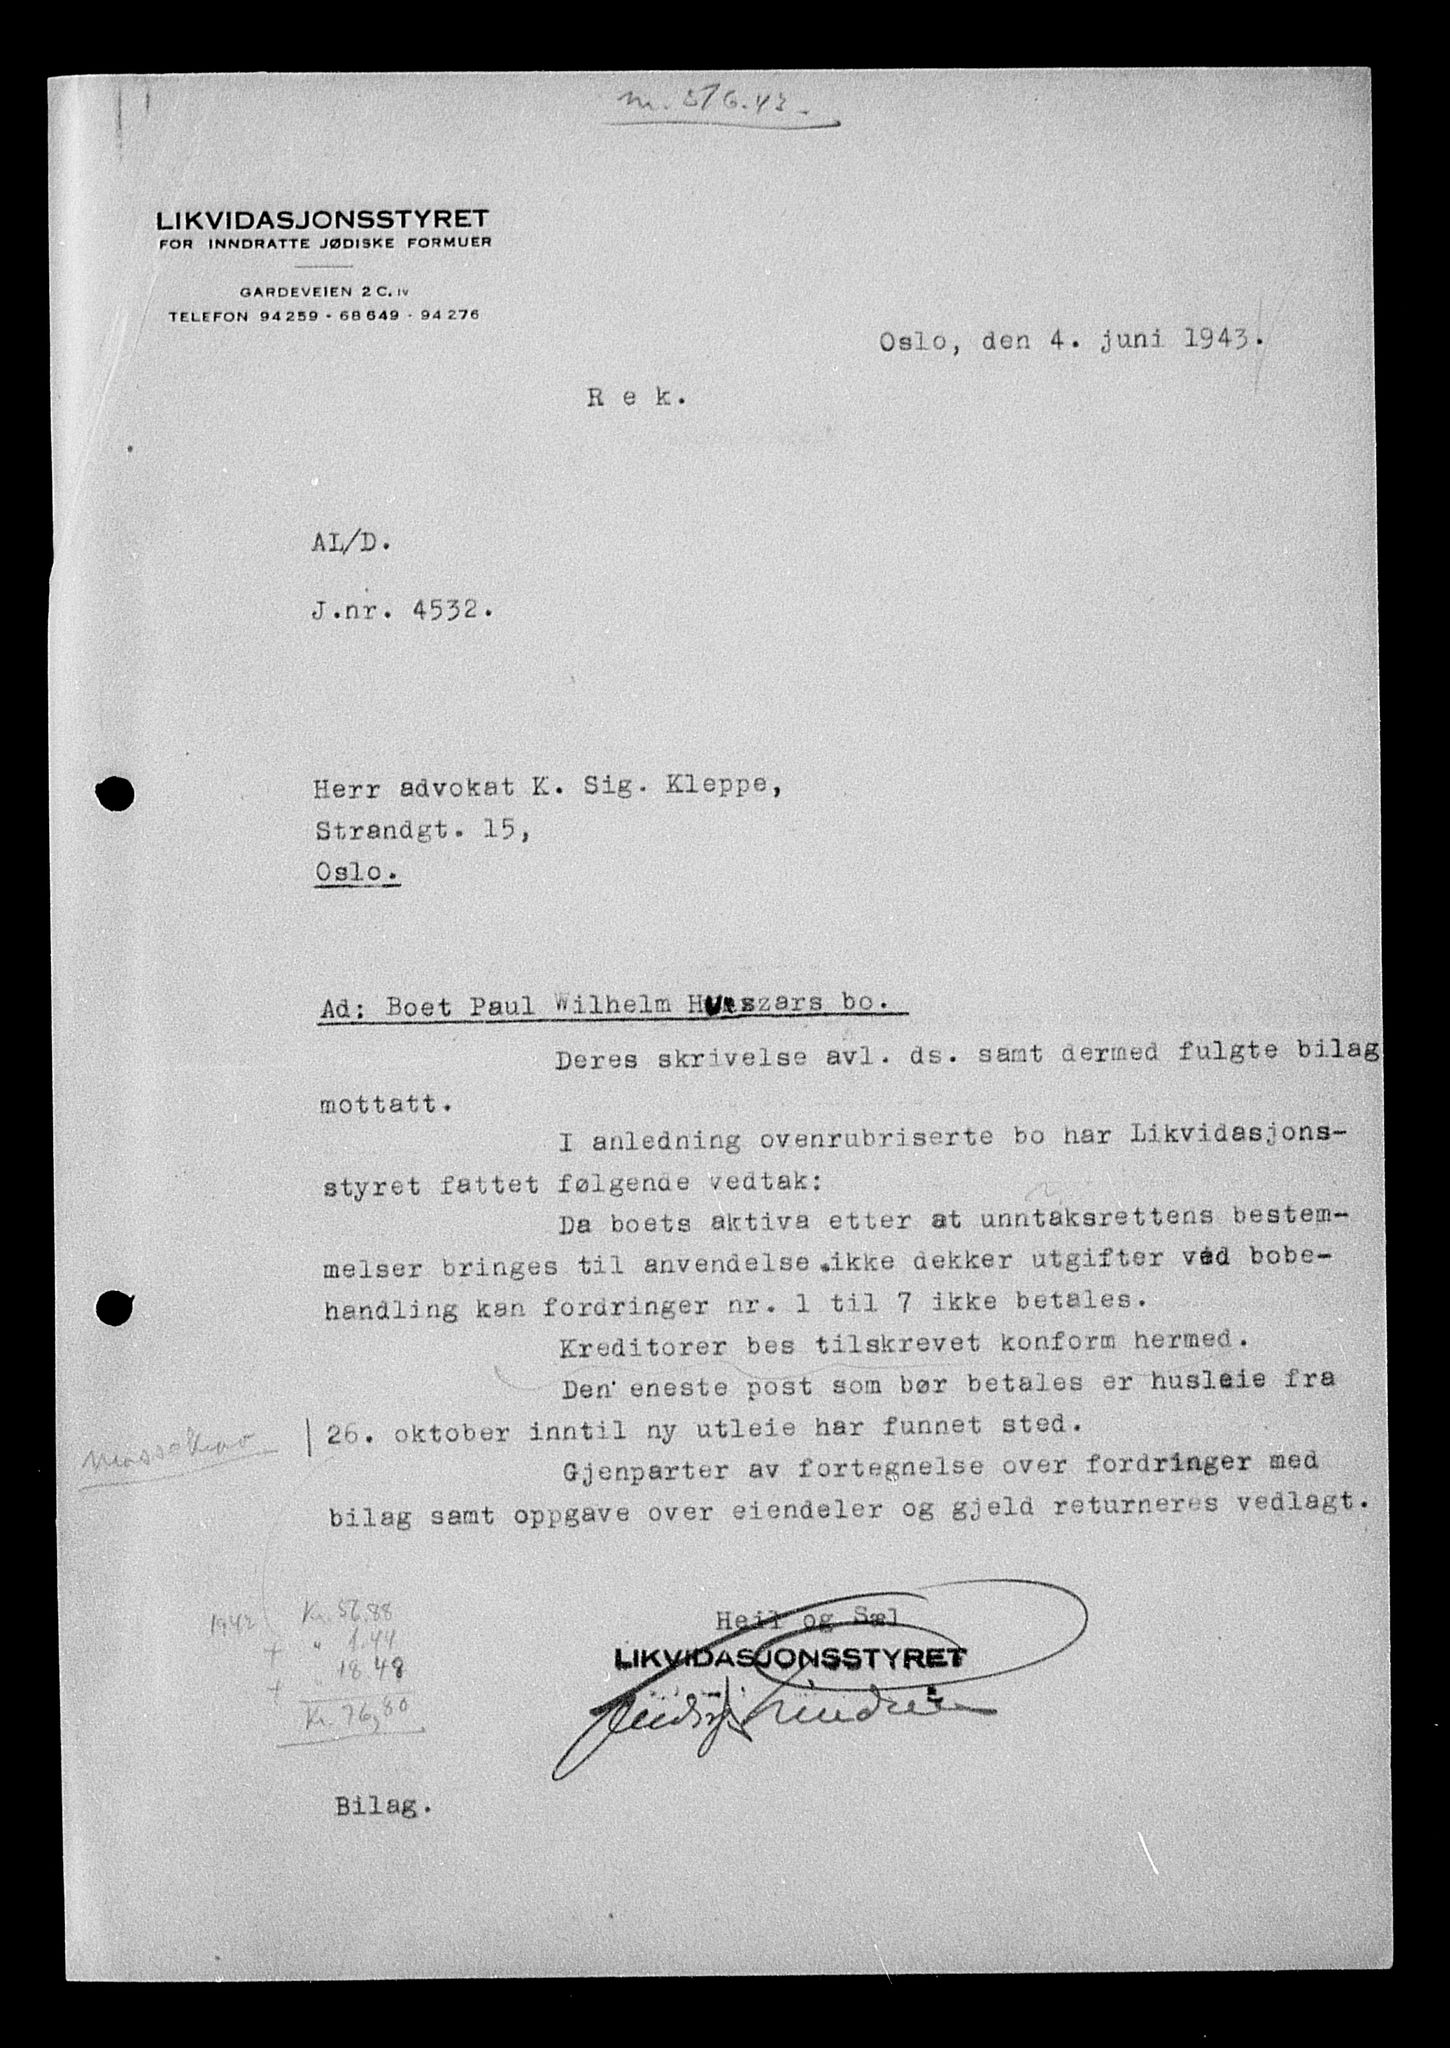 m. 5/6.43.
LIKVIDASJONSSTYRET
FOR INNDRATTE JØDISKE FORMUER
GARDEVEIEN 2 C. IV
TELEFON 94259 - 68649 - 94276
Oslo, den 4. juni 1943.
R e k.
AL/D.
J.nr. 4532.
Herr advokat K. Sig. Kleppe,
Strandgt. 15,
Oslo.
Ad: Boet Paul Wilhelm Huszars bo.
Deres skrivelse avl. ds. samt dermed fulgte bilag
mottatt.
I anledning ovenrubriserte bo har Likvidasjons-
styret fattet følgende vedtak:
Da boets aktiva etter at unntaksrettens bestem-
melser bringes til anvendelse ikke dekker utgifter ved bobe-
handling kan fordringer nr. 1 til 7 ikke betales.
Kreditorer bes tilskrevet konform hermed.
Den eneste post som bør betales er husleie fra
massekrav
26. oktober inntil ny utleie har funnet sted.
Gjenparter av fortegnelse over fordringer med
bilag samt oppgave over eiendeler og gjeld returneres vedlagt.
1942 Kr. 56.88
+ " 1.44
+ " 18.48
Kr. 76,80
Heil og Sæl
LIKVIDASJONSSTYRET
Bilag.